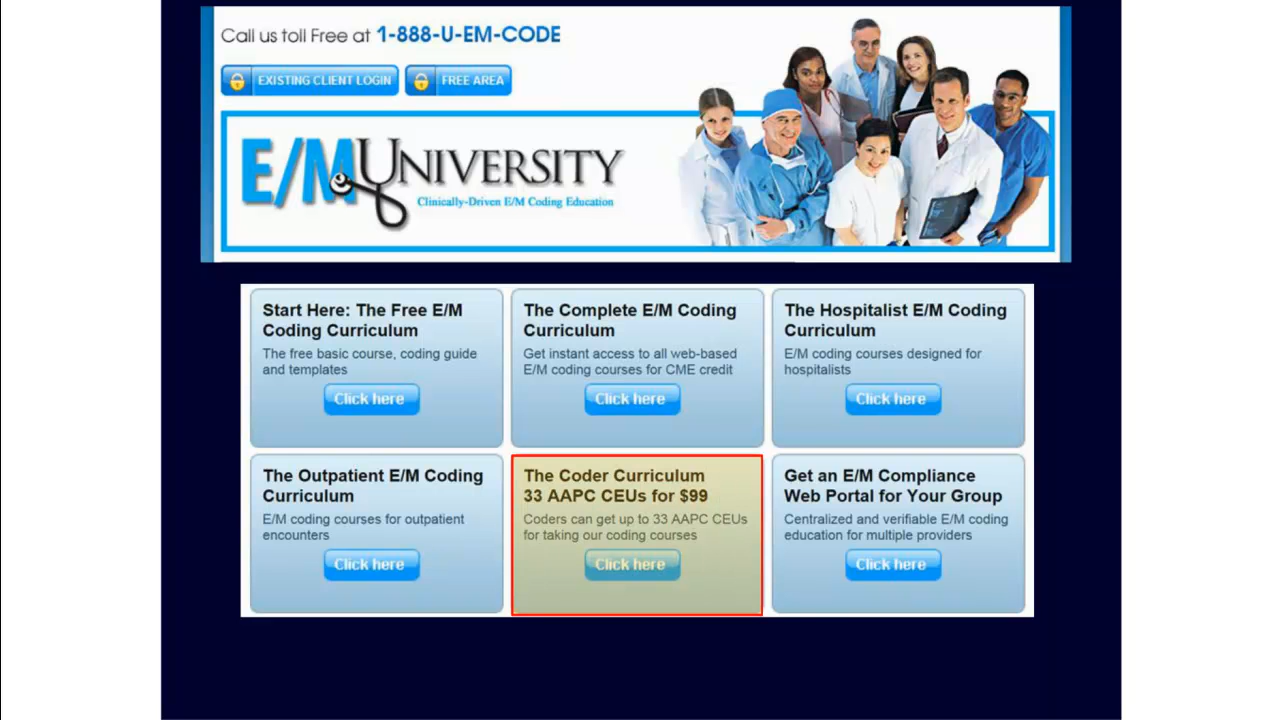 Call us toll Free at 1-888-U-EM-CODE
EXISTING CLIENT LOGIN
FREE AREA
E/M UNIVERSITY
Clinically-Driven E/M Coding Education
Start Here: The Free E/M
Coding Curriculum
The free basic course, coding guide
and templates
Click here
The Complete E/M Coding
Curriculum
Get instant access to all web-based
E/M coding courses for CME credit
Click here
The Hospitalist E/M Coding
Curriculum
E/M coding courses designed for
hospitalists
Click here
The Outpatient E/M Coding
Curriculum
E/M coding courses for outpatient
encounters
Click here
The Coder Curriculum
33 AAPC CEUs for $99
Coders can get up to 33 AAPC CEUs
for taking our coding courses
Click here
Get an E/M Compliance
Web Portal for Your Group
Centralized and verifiable E/M coding
education for multiple providers
Click here